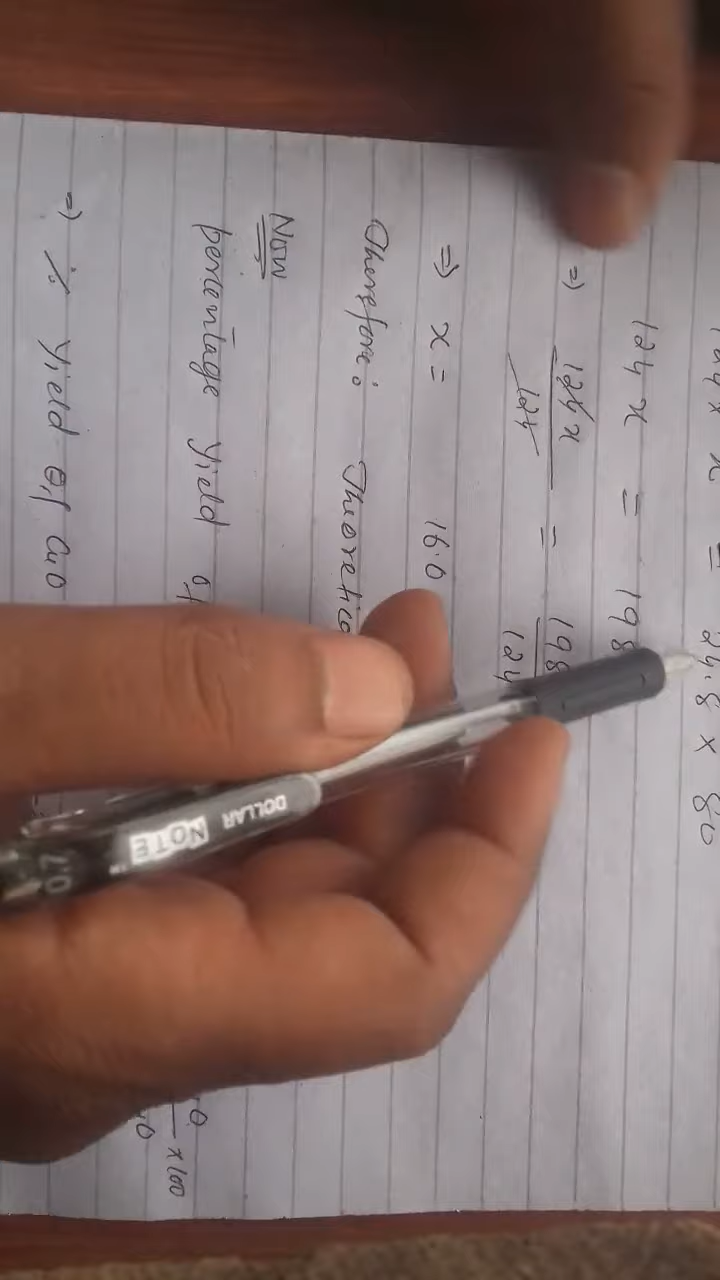 124 x x = 24.8 x 80
124 x = 198
⇒ 124x = 198
124 124
⇒ x = 16.0
Therefore: Theoretic
Now
percentage yield of
x 100
⇒ % yield of CuO
DOLLAR NOTE
0.7